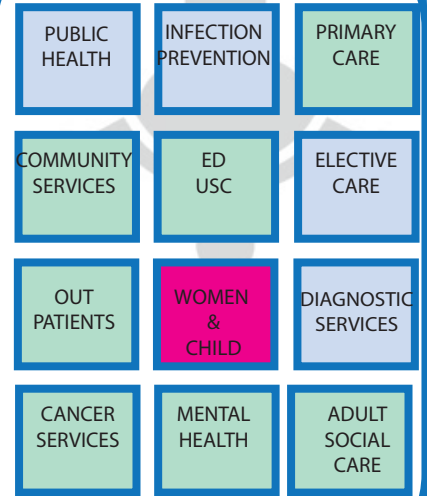 PUBLIC
HEALTH
INFECTION
PREVENTION
PRIMARY
CARE
COMMUNITY
SERVICES
ED
USC
ELECTIVE
CARE
OUT
PATIENTS
WOMEN
&
CHILD
DIAGNOSTIC
SERVICES
CANCER
SERVICES
MENTAL
HEALTH
ADULT
SOCIAL
CARE